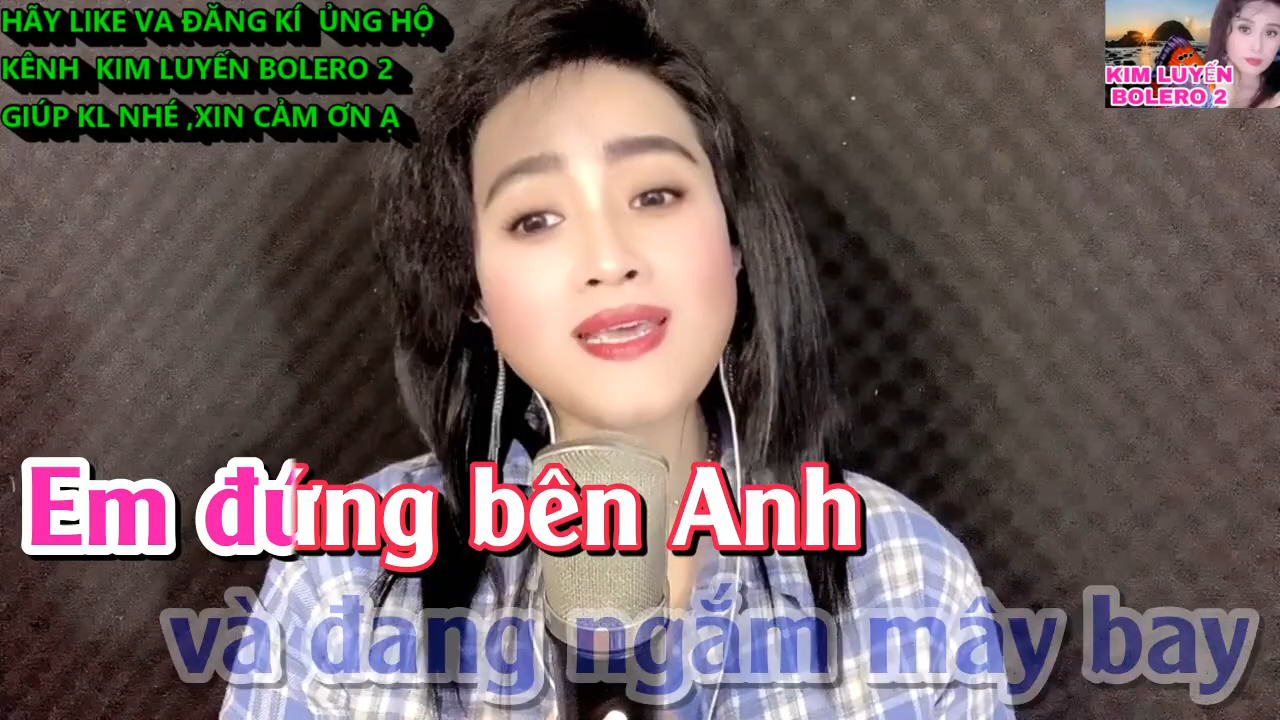 HÃY LIKE VA ĐĂNG KÍ ỦNG HỘ
KÊNH KIM LUYẾN BOLERO 2
GIÚP KL NHÉ ,XIN CẢM ƠN Ạ
KIM LUYẾN
BOLERO 2
Em đứng bên Anh
và đang ngắm mây bay